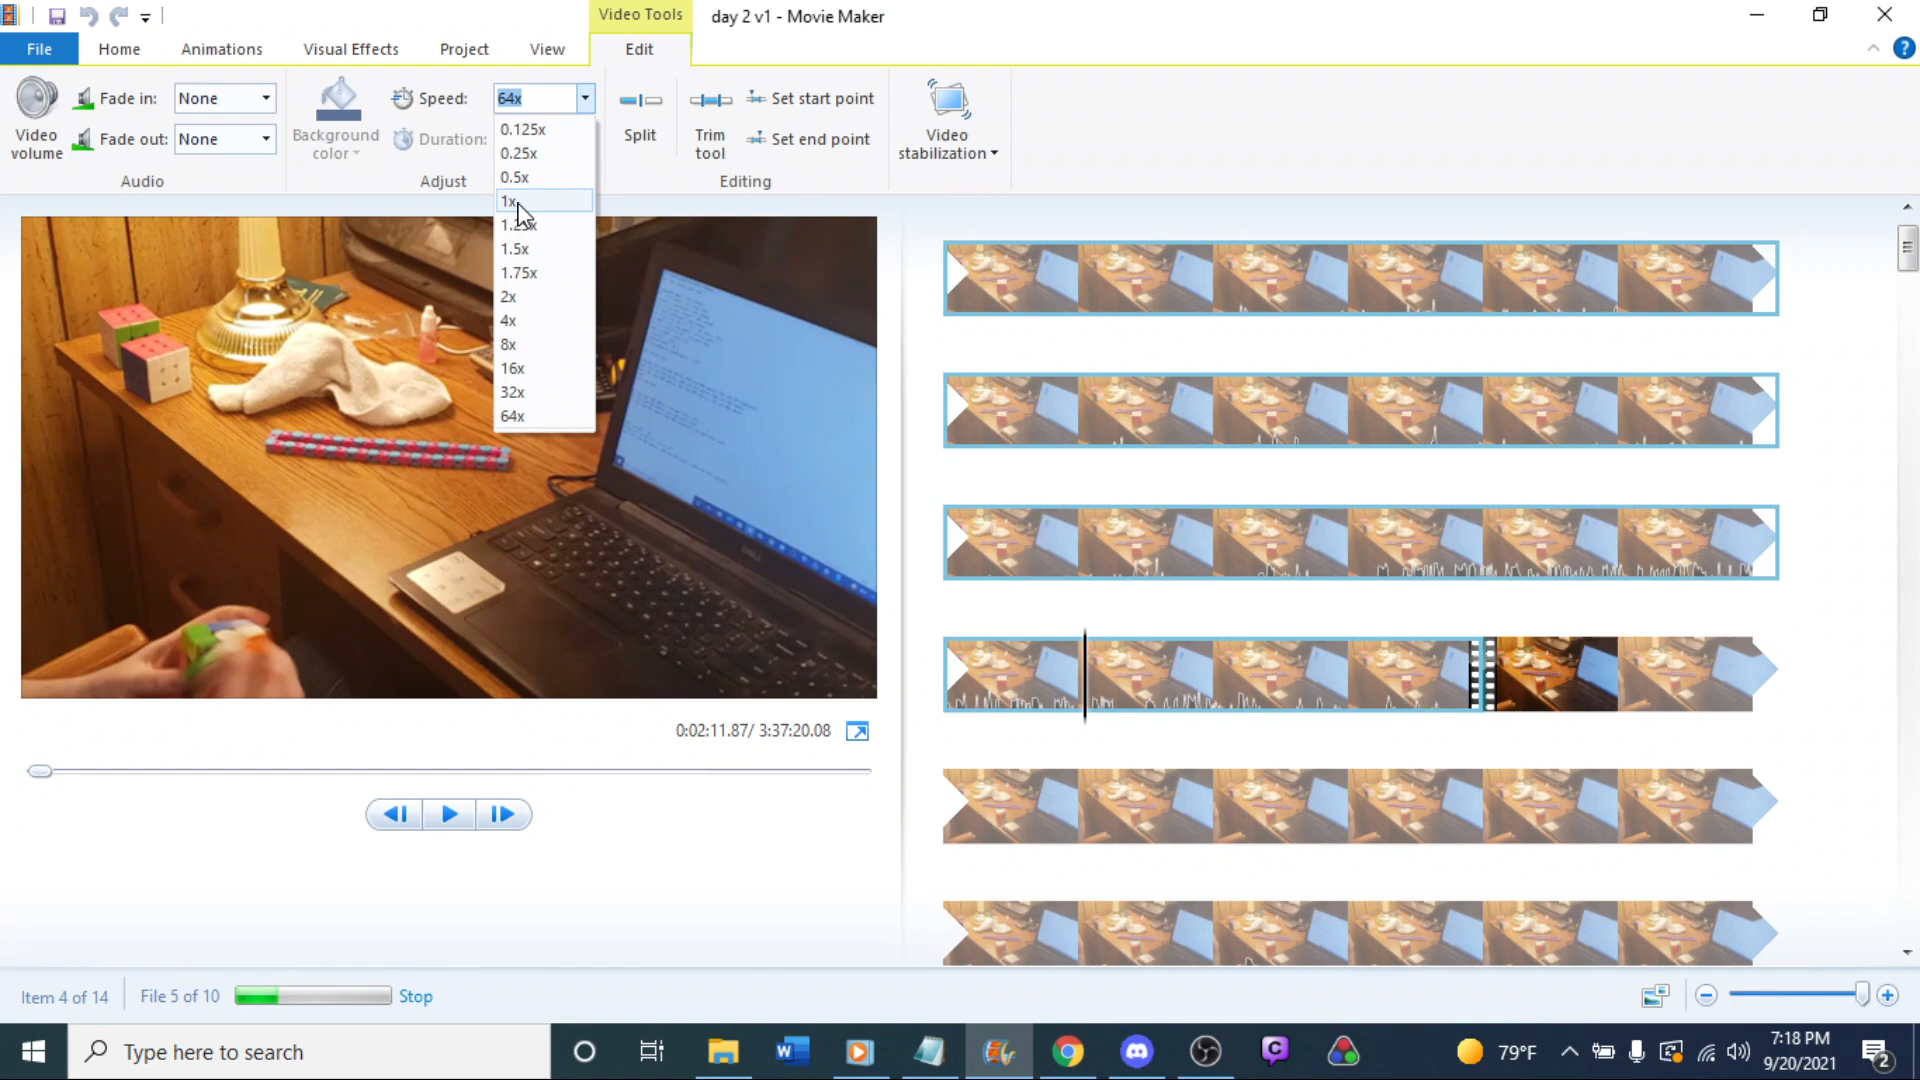 Video Tools
day 2 v1 - Movie Maker
File
Home
Animations
Visual Effects
Project
View
Edit
Video
volume
Fade in:
None
Fade out:
None
Audio
Background
color
Speed:
64x
Duration:
Adjust
0.125x
0.25x
0.5x
1x
1.25x
1.5x
1.75x
2x
4x
8x
16x
32x
64x
Split
Trim
tool
Set start point
Set end point
Editing
Video
stabilization
0:02:11.87/ 3:37:20.08
Item 4 of 14
File 5 of 10
Stop
Type here to search
79°F
7:18 PM
9/20/2021
2